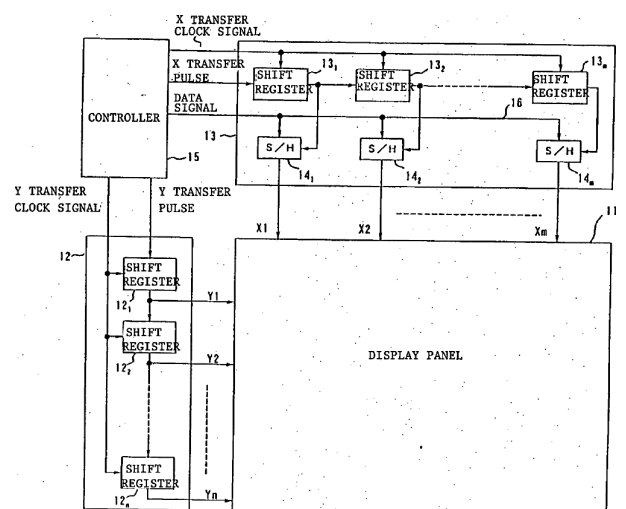 X TRANSFER
CLOCK SIGNAL
X TRANSFER
PULSE
DATA
SIGNAL
CONTROLLER
15
SHIFT
REGISTER
13₁
SHIFT
REGISTER
13₂
SHIFT
REGISTER
13ₘ
16
13
S/H
14₁
S/H
14₂
S/H
14ₘ
Y TRANSFER
CLOCK SIGNAL
Y TRANSFER
PULSE
X1
X2
Xm
11
12
SHIFT
REGISTER
12₁
Y1
SHIFT
REGISTER
12₂
Y2
DISPLAY PANEL
SHIFT
REGISTER
12ₙ
Yn